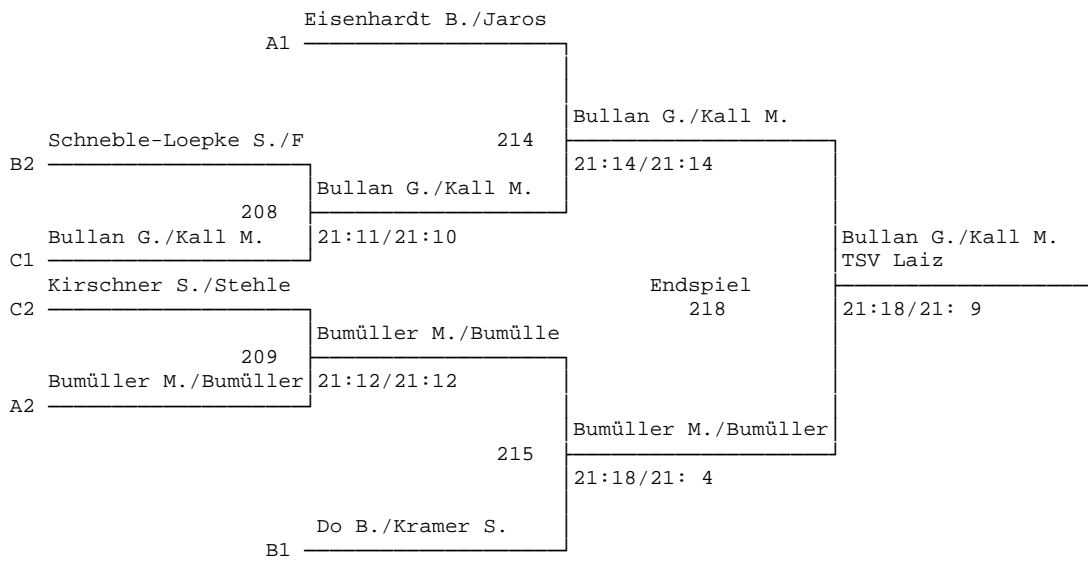 Eisenhardt B./Jaros
A1
Bullan G./Kall M.
Schneble-Loepke S./F
214
B2
21:14/21:14
Bullan G./Kall M.
208
Bullan G./Kall M.
21:11/21:10
Bullan G./Kall M.
C1
TSV Laiz
Kirschner S./Stehle
Endspiel
C2
218
21:18/21: 9
Bumüller M./Bumülle
209
Bumüller M./Bumüller
21:12/21:12
A2
Bumüller M./Bumüller
215
21:18/21: 4
Do B./Kramer S.
B1